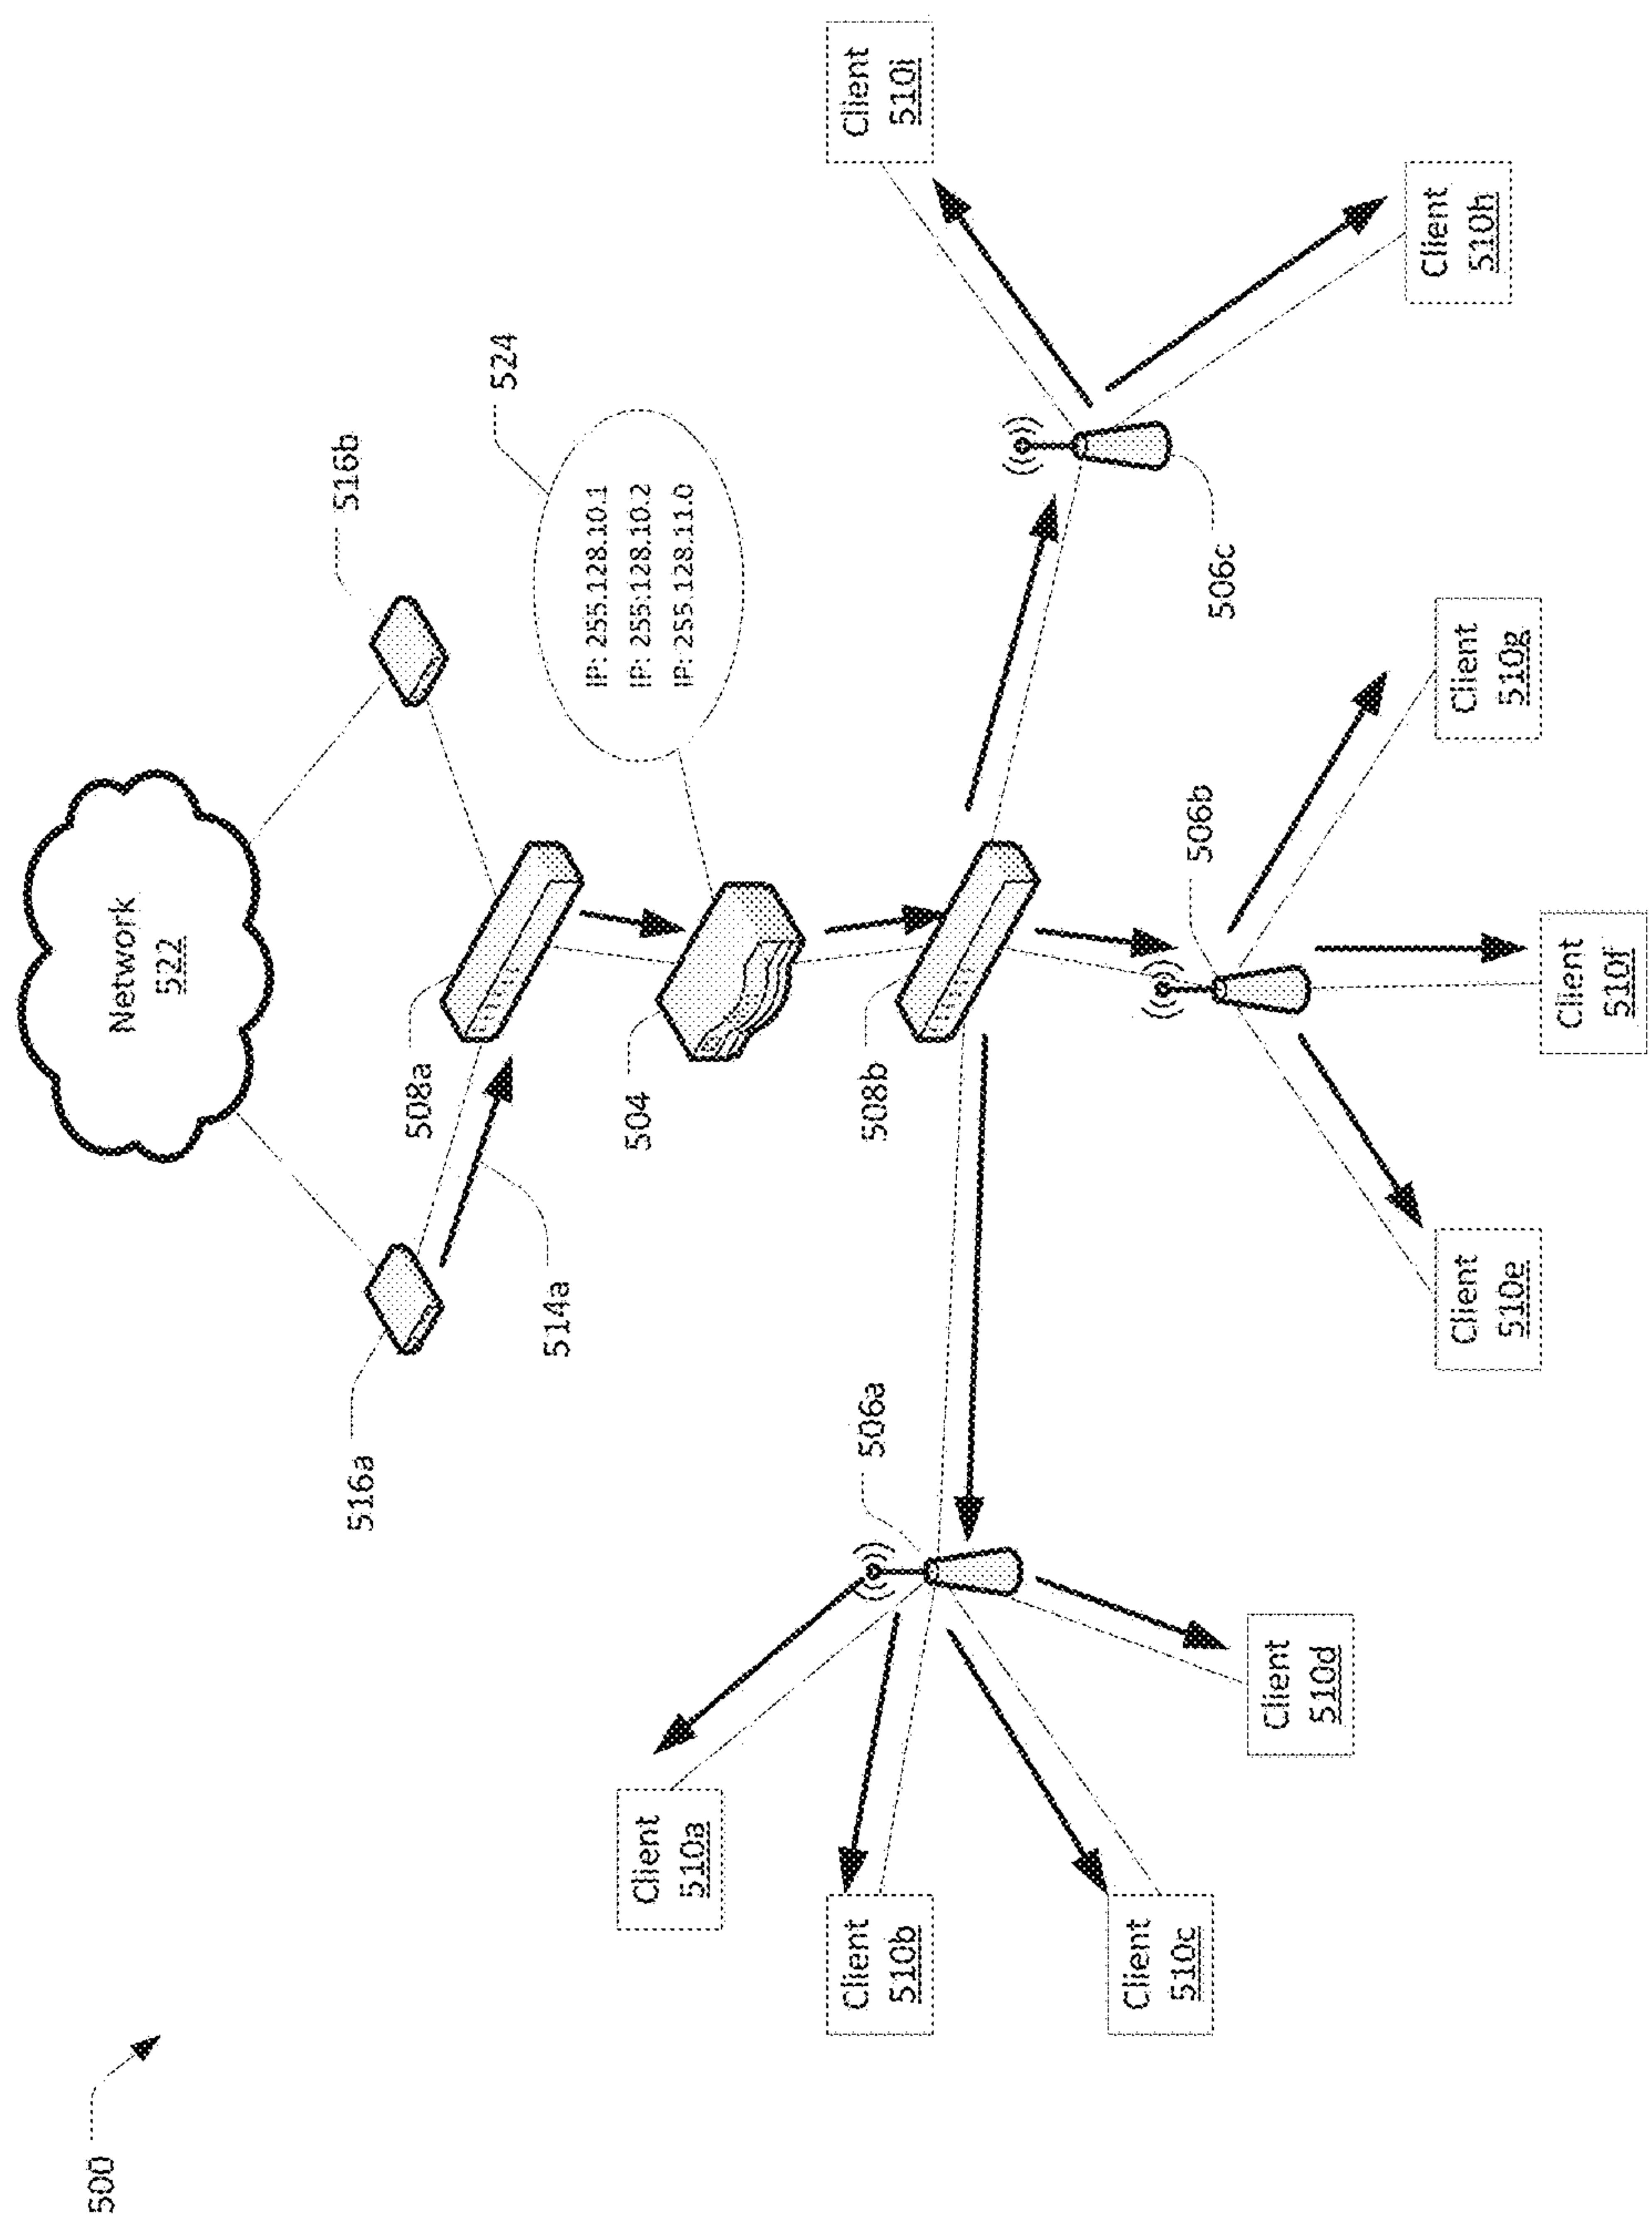 500
Network
522
516a
516b
514a
508a
504
524
IP: 255.128.10.1
IP: 255.128.10.2
IP: 255.128.11.0
508b
506a
506b
506c
Client
510a
Client
510b
Client
510c
Client
510d
Client
510e
Client
510f
Client
510g
Client
510h
Client
510i